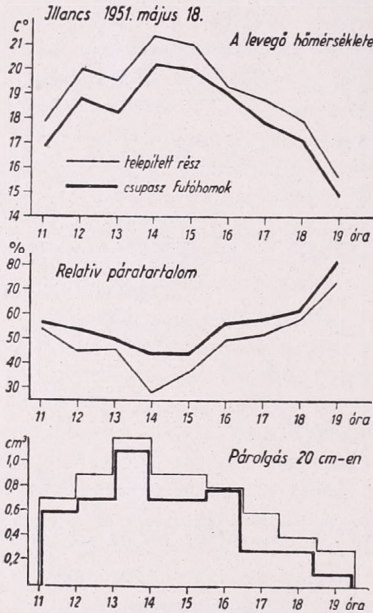 Illancs 1951. május 18.
C°
A levegő hőmérséklete
21
20
19
18
17
16
15
14
telepített rész
csupasz futóhomok
11 12 13 14 15 16 17 18 19 óra
%
80
70
60
50
40
30
Relativ páratartalom
11 12 13 14 15 16 17 18 19 óra
cm³
1,0
0,8
0,6
0,4
0,2
Párolgás 20 cm-en
11 12 13 14 15 16 17 18 19 óra